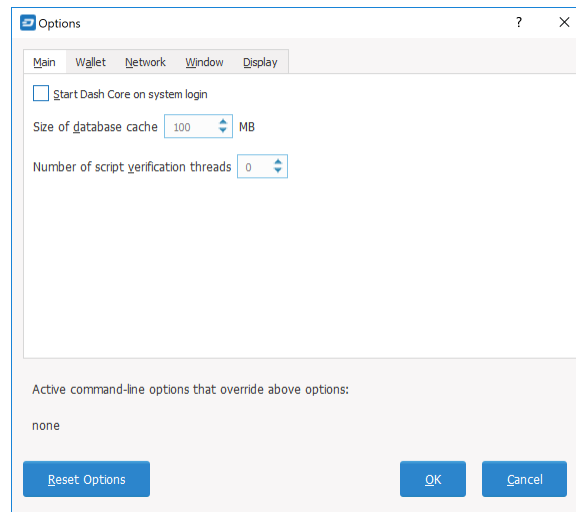 Options
?
Main Wallet Network Window Display
Start Dash Core on system login
Size of database cache 100 MB
Number of script verification threads 0
Active command-line options that override above options:
none
Reset Options OK Cancel